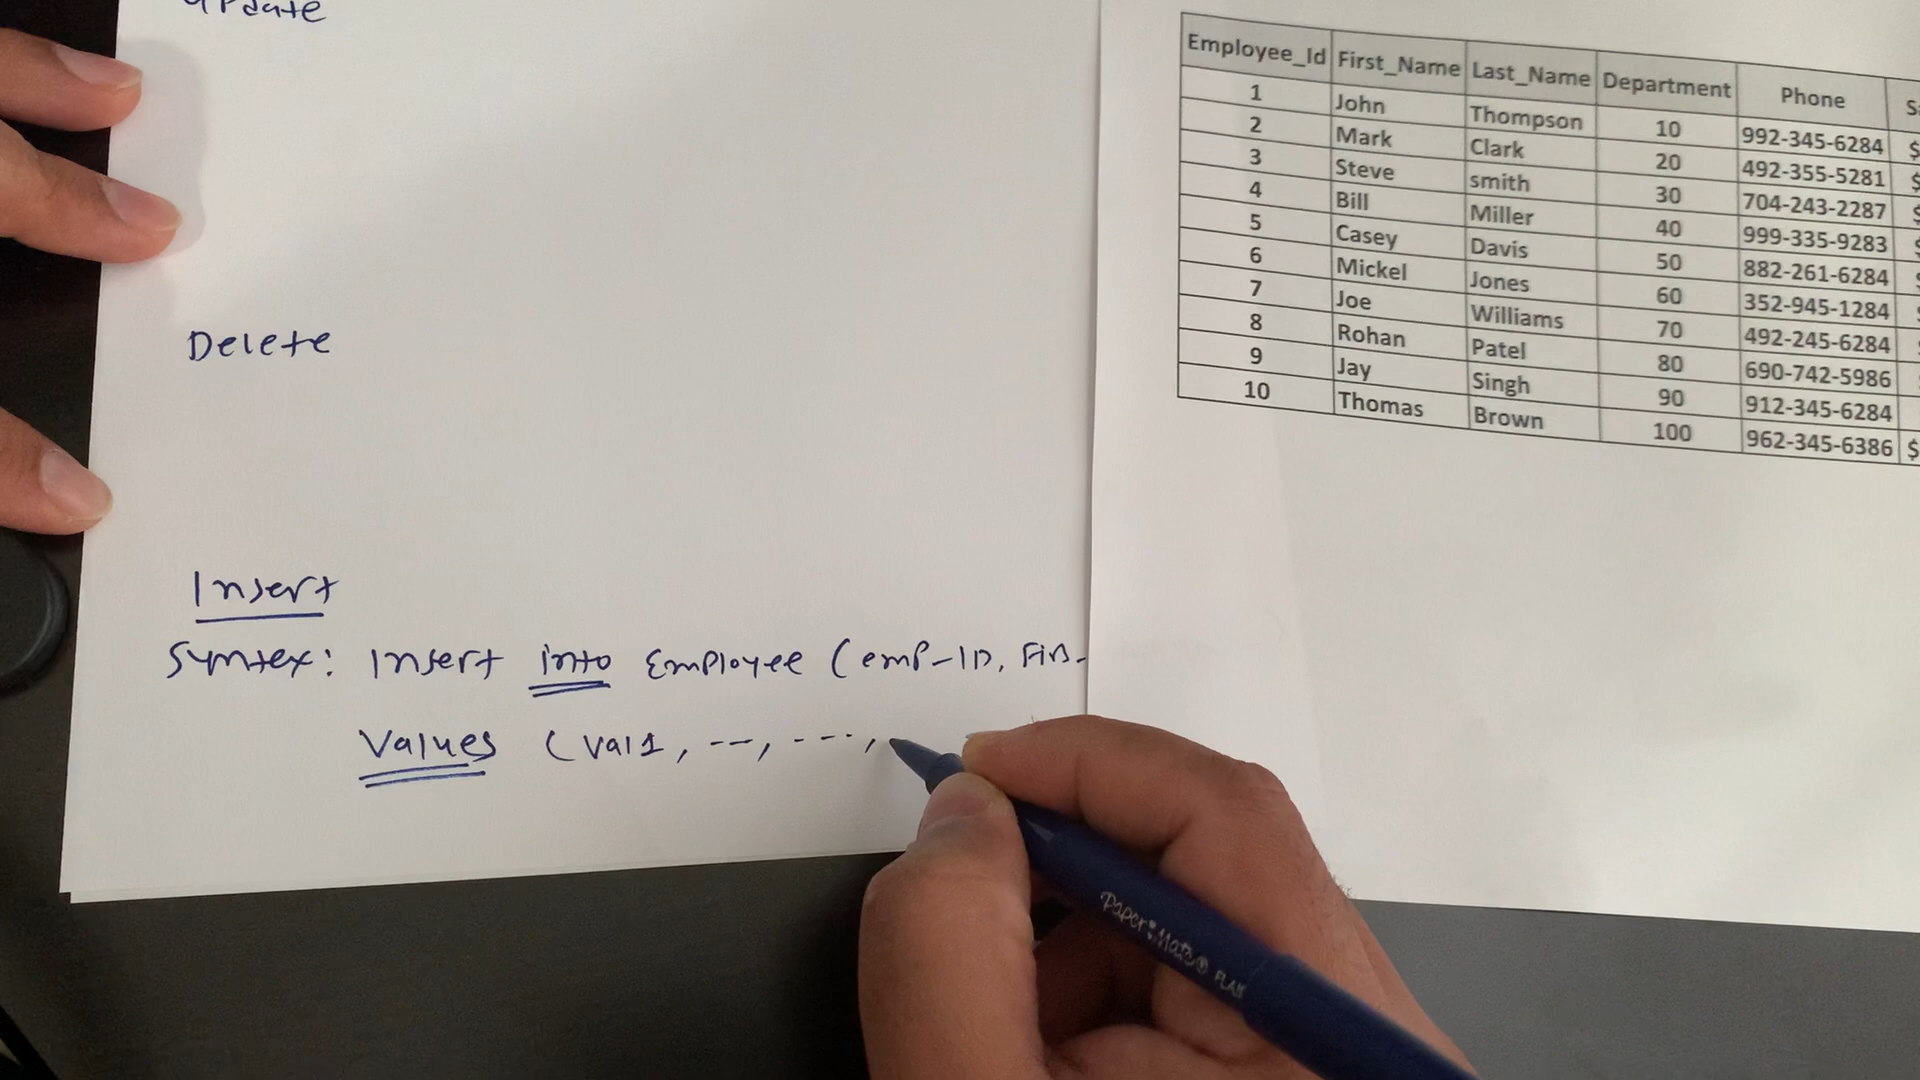 Update
Delete
Insert
Syntex: Insert into Employee (emp-ID, Fir-
Values (Val1, --, ---,
Employee_Id First_Name Last_Name Department Phone
1 John Thompson 10 992-345-6284 $
2 Mark Clark 20 492-355-5281 $
3 Steve smith 30 704-243-2287 $
4 Bill Miller 40 999-335-9283 $
5 Casey Davis 50 882-261-6284 $
6 Mickel Jones 60 352-945-1284
7 Joe Williams 70 492-245-6284
8 Rohan Patel 80 690-742-5986
9 Jay Singh 90 912-345-6284
10 Thomas Brown 100 962-345-6386 $
Paper:Mate® FLAIR